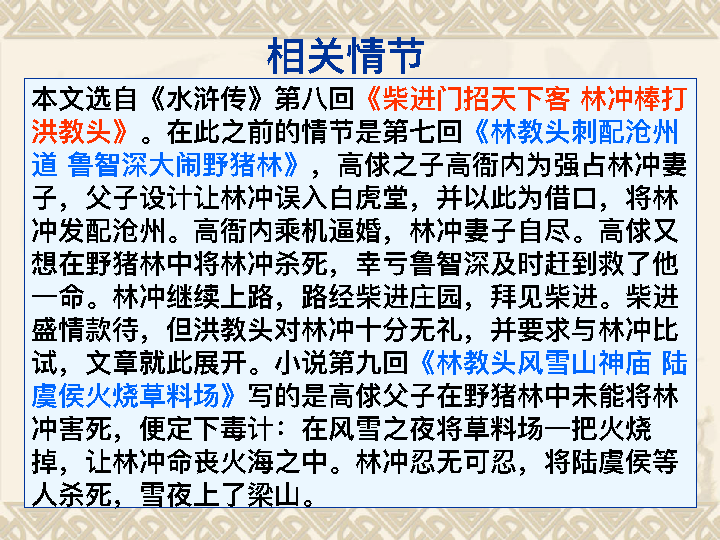 相关情节
本文选自《水浒传》第八回《柴进门招天下客 林冲棒打
洪教头》。在此之前的情节是第七回《林教头刺配沧州
道 鲁智深大闹野猪林》，高俅之子高衙内为强占林冲妻
子，父子设计让林冲误入白虎堂，并以此为借口，将林
冲发配沧州。高衙内乘机逼婚，林冲妻子自尽。高俅又
想在野猪林中将林冲杀死，幸亏鲁智深及时赶到救了他
一命。林冲继续上路，路经柴进庄园，拜见柴进。柴进
盛情款待，但洪教头对林冲十分无礼，并要求与林冲比
试，文章就此展开。小说第九回《林教头风雪山神庙 陆
虞侯火烧草料场》写的是高俅父子在野猪林中未能将林
冲害死，便定下毒计：在风雪之夜将草料场一把火烧
掉，让林冲命丧火海之中。林冲忍无可忍，将陆虞侯等
人杀死，雪夜上了梁山。